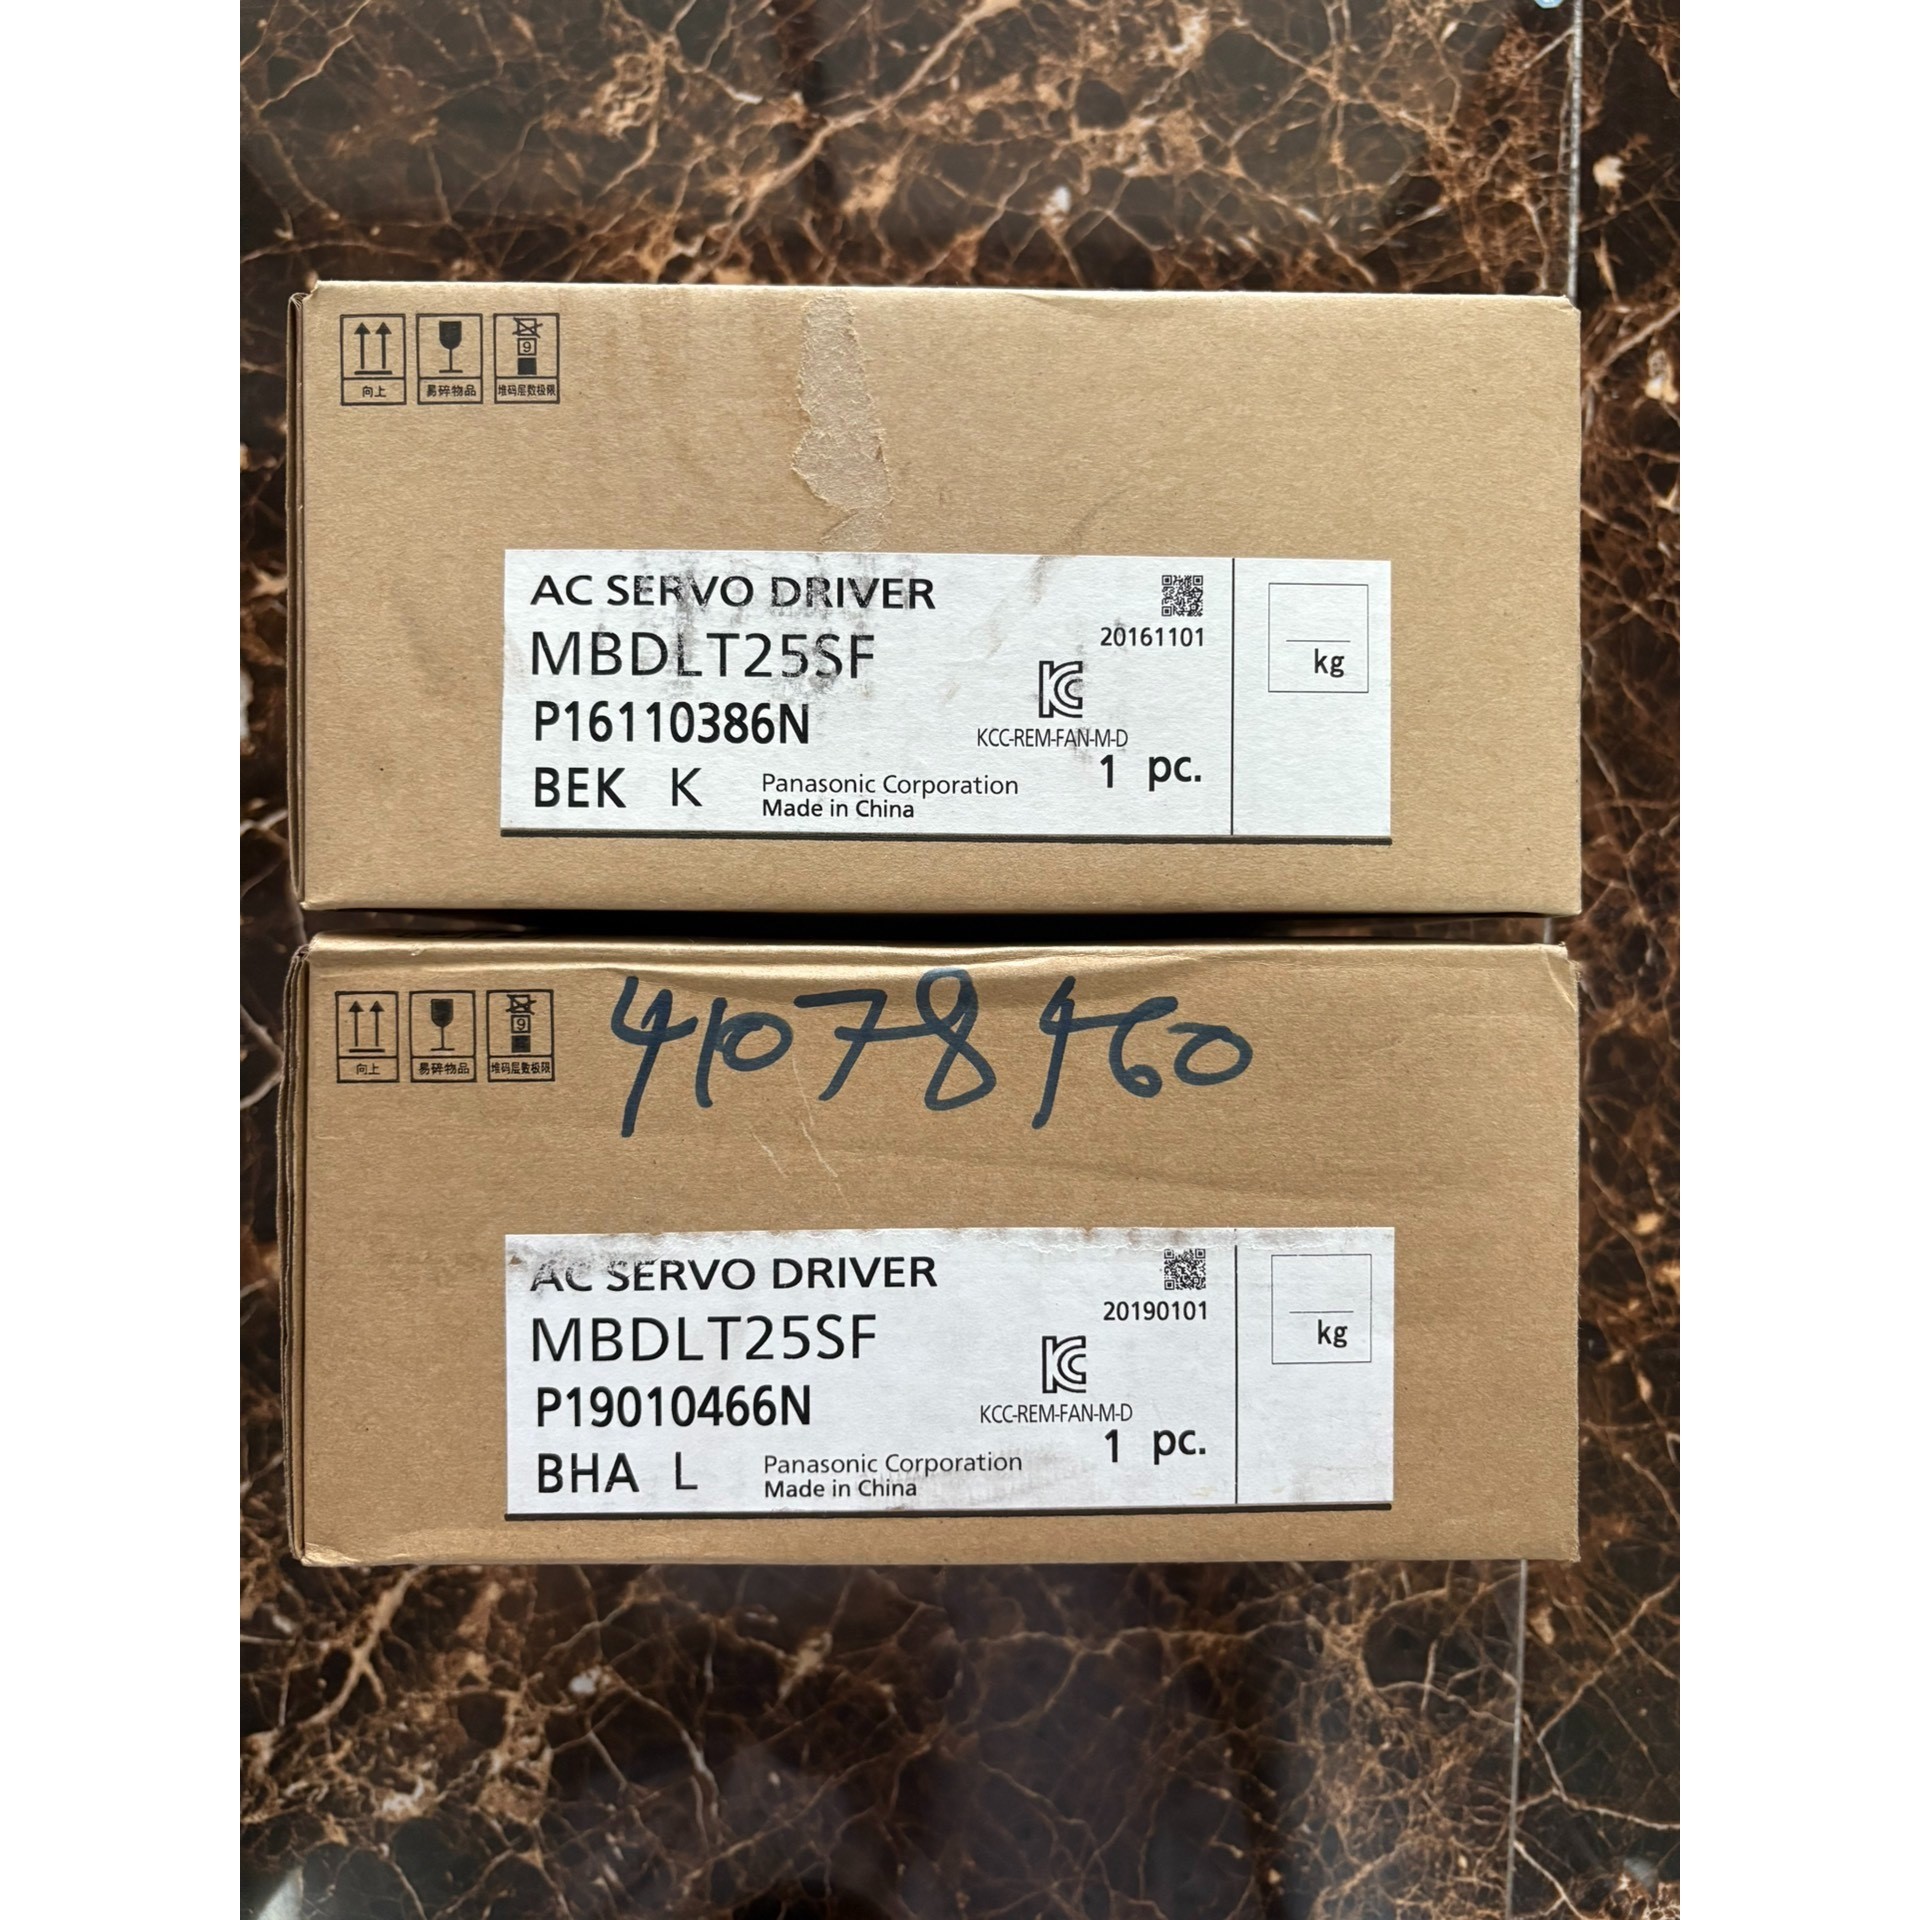 向上 易碎物品 9 堆码层数极限
AC SERVO DRIVER
20161101
MBDLT25SF
kg
P16110386N
KCC-REM-FAN-M-D
1 pc.
BEK K
Panasonic Corporation
Made in China
41078460
向上 易碎物品 9 堆码层数极限
AC SERVO DRIVER
20190101
MBDLT25SF
kg
P19010466N
KCC-REM-FAN-M-D
1 pc.
BHA L
Panasonic Corporation
Made in China